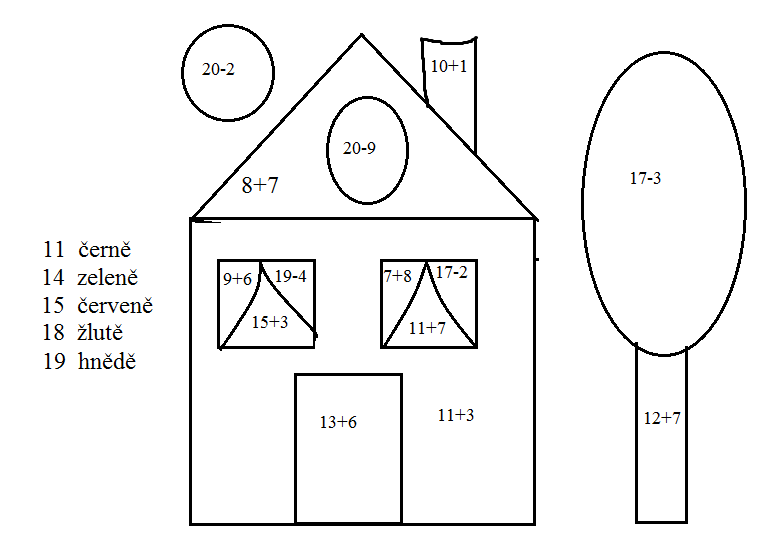 20-2
10+1
20-9
17-3
8+7
11 černě
14 zeleně
15 červeně
18 žlutě
19 hnědě
9+6
19-4
15+3
7+8
17-2
11+7
13+6
11+3
12+7